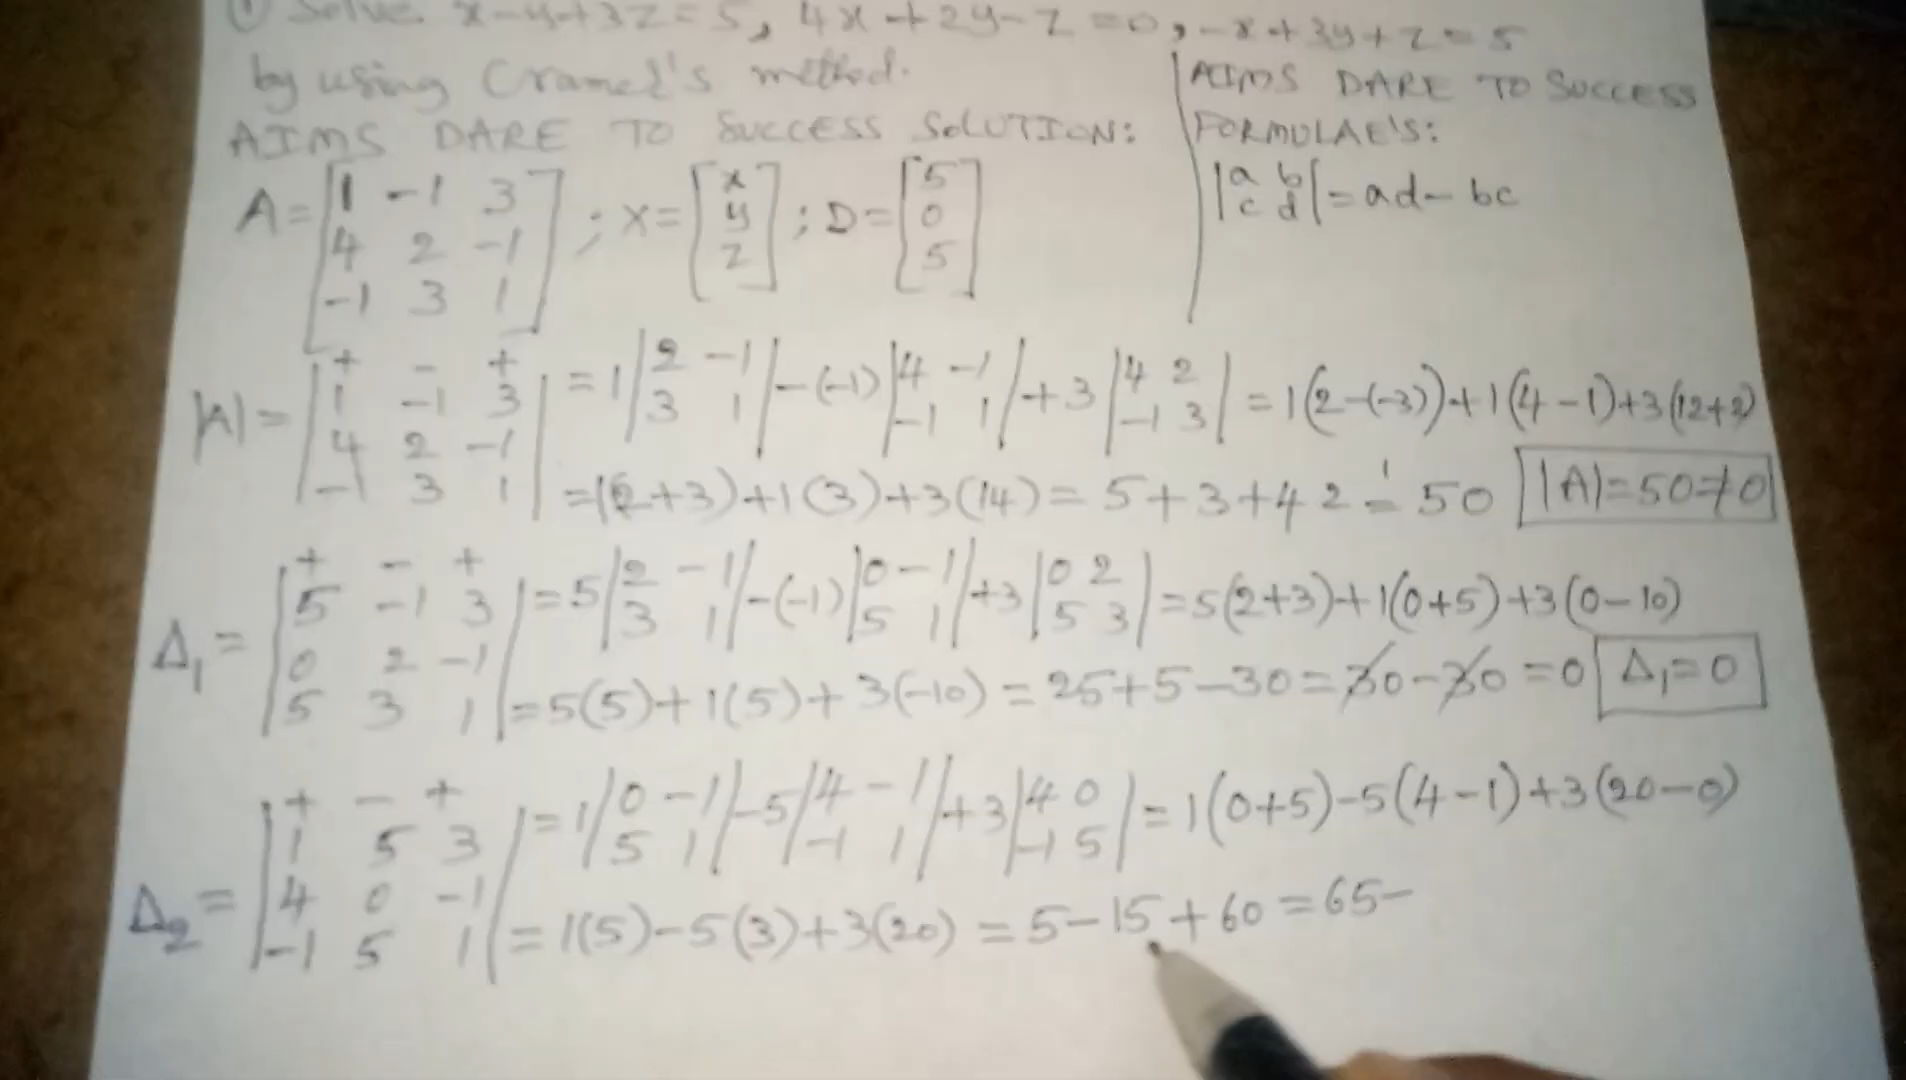 ① Solve x-y+3z=5, 4x+2y-z=0, -x+3y+z=5
by using Cramer's method.
AIMS DARE TO SUCCESS SOLUTION:
AIMS DARE TO SUCCESS
FORMULAE'S:
|a b
c d| = ad - bc
A = [1 -1 3
4 2 -1
-1 3 1] ; X = [x
y
z] ; D = [5
0
5]
+ - +
|A| = |1 -1 3
4 2 -1
-1 3 1| = 1|2 -1
3 1| -(-1)|4 -1
-1 1| + 3|4 2
-1 3| = 1(2-(-3))+1(4-1)+3(12+2)
=1(2+3)+1(3)+3(14) = 5+3+42 = 50 |A|=50≠0
+ - +
Δ₁ = |5 -1 3
0 2 -1
5 3 1| = 5|2 -1
3 1| -(-1)|0 -1
5 1| +3|0 2
5 3| = 5(2+3)+1(0+5)+3(0-10)
=5(5)+1(5)+3(-10) = 25+5-30 = 30-30 = 0 Δ₁=0
+ - +
Δ₂ = |1 5 3
4 0 -1
-1 5 1| = 1|0 -1
5 1| -5|4 -1
-1 1| +3|4 0
-1 5| = 1(0+5)-5(4-1)+3(20-0)
= 1(5)-5(3)+3(20) = 5-15+60 = 65-